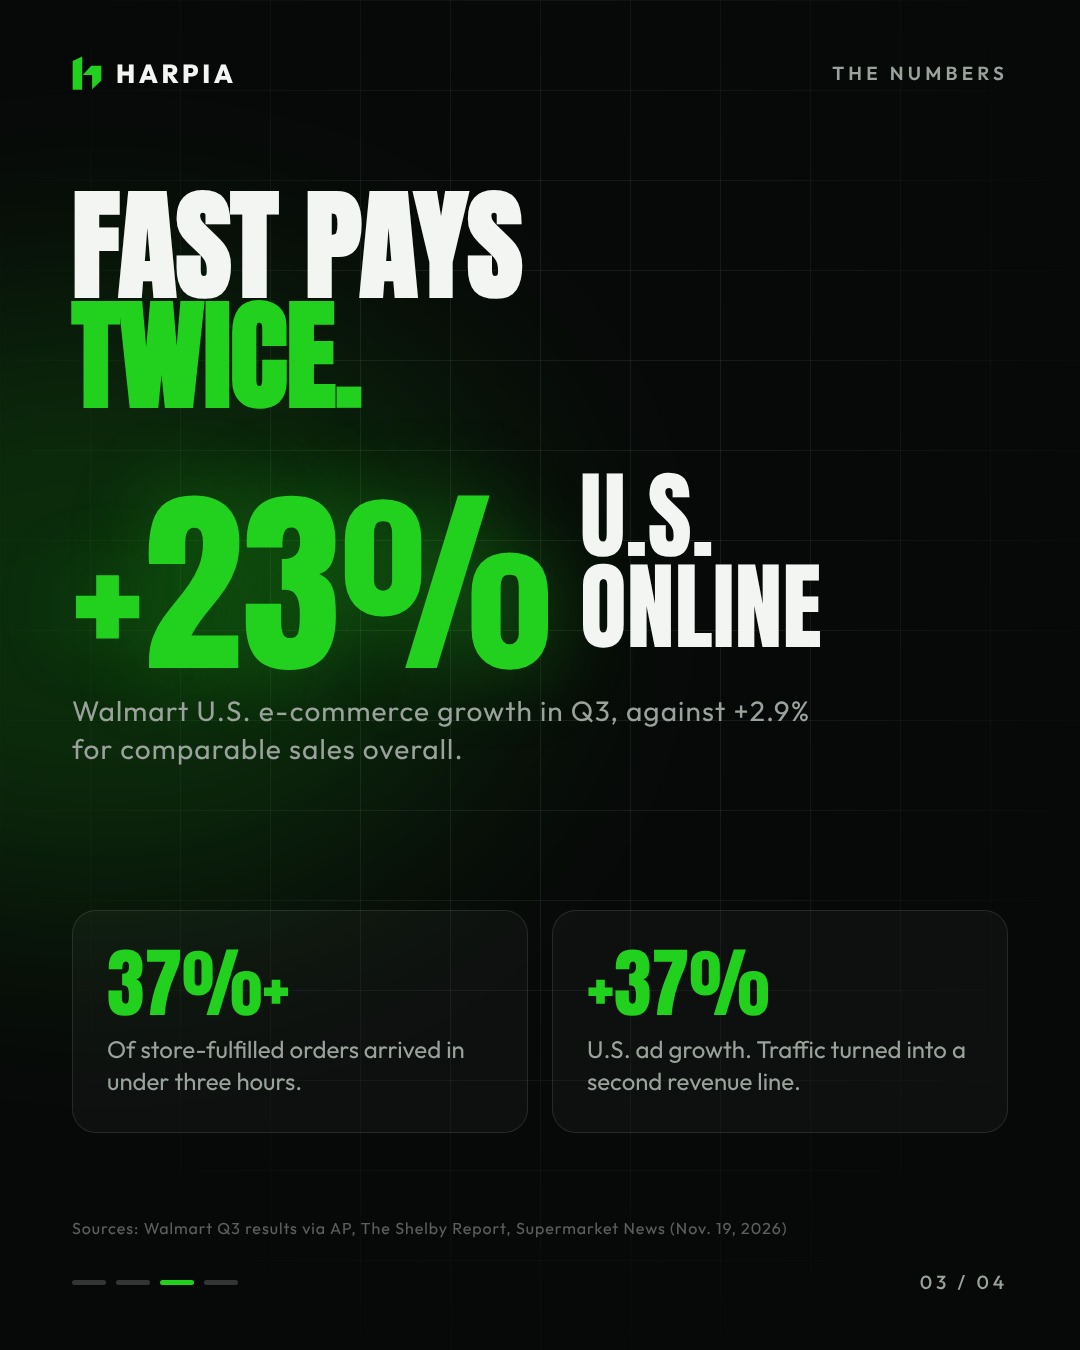 HARPIA
THE NUMBERS
FAST PAYS
TWICE.
+23%
U.S.
ONLINE
Walmart U.S. e-commerce growth in Q3, against +2.9%
for comparable sales overall.
37%+
Of store-fulfilled orders arrived in
under three hours.
+37%
U.S. ad growth. Traffic turned into a
second revenue line.
Sources: Walmart Q3 results via AP, The Shelby Report, Supermarket News (Nov. 19, 2026)
03 / 04